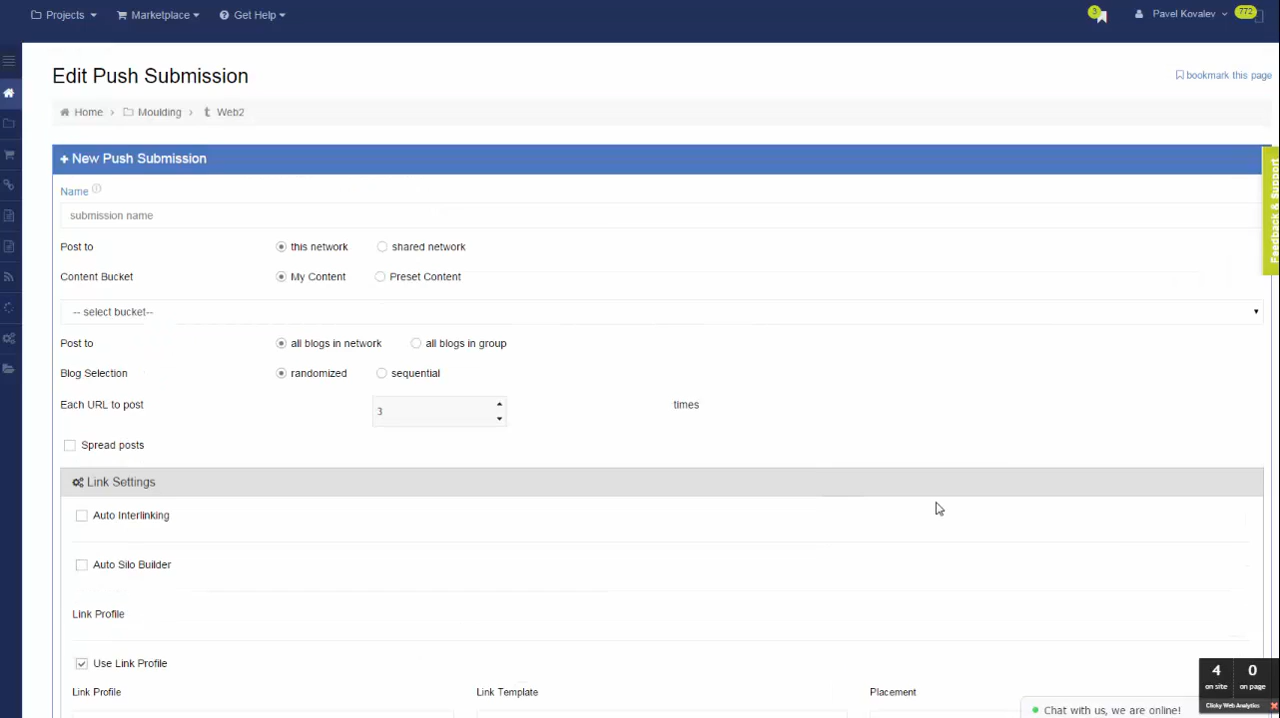 Projects Marketplace Get Help 3 Pavel Kovalev 772
Edit Push Submission
bookmark this page
Home › Moulding › Web2
+ New Push Submission
Feedback & Support
Name
submission name
Post to this network shared network
Content Bucket My Content Preset Content
-- select bucket--
Post to all blogs in network all blogs in group
Blog Selection randomized sequential
Each URL to post 3 times
Spread posts
Link Settings
Auto Interlinking
Auto Silo Builder
Link Profile
Use Link Profile
Link Profile Link Template Placement
4 0
on site on page
Clicky Web Analytics
Chat with us, we are online!